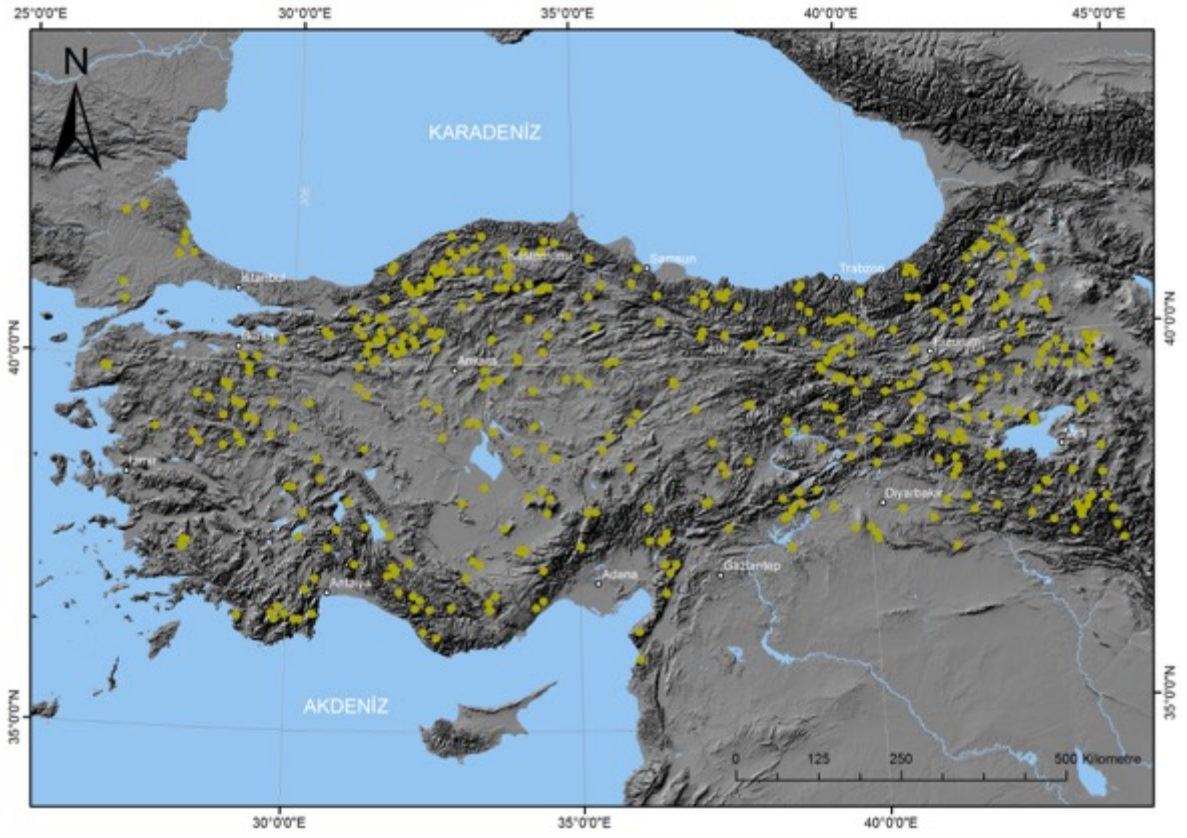 25°0'0"E 30°0'0"E 35°0'0"E 40°0'0"E 45°0'0"E
N
KARADENİZ
Kastamonu
Samsun
İstanbul
Trabzon
40°0'0"N 40°0'0"N
Ankara
Erzurum
İzmir
Diyarbakır
Antalya
Adana
Gaziantep
35°0'0"N 35°0'0"N
AKDENİZ
0 125 250 500 Kilometre
30°0'0"E 35°0'0"E 40°0'0"E